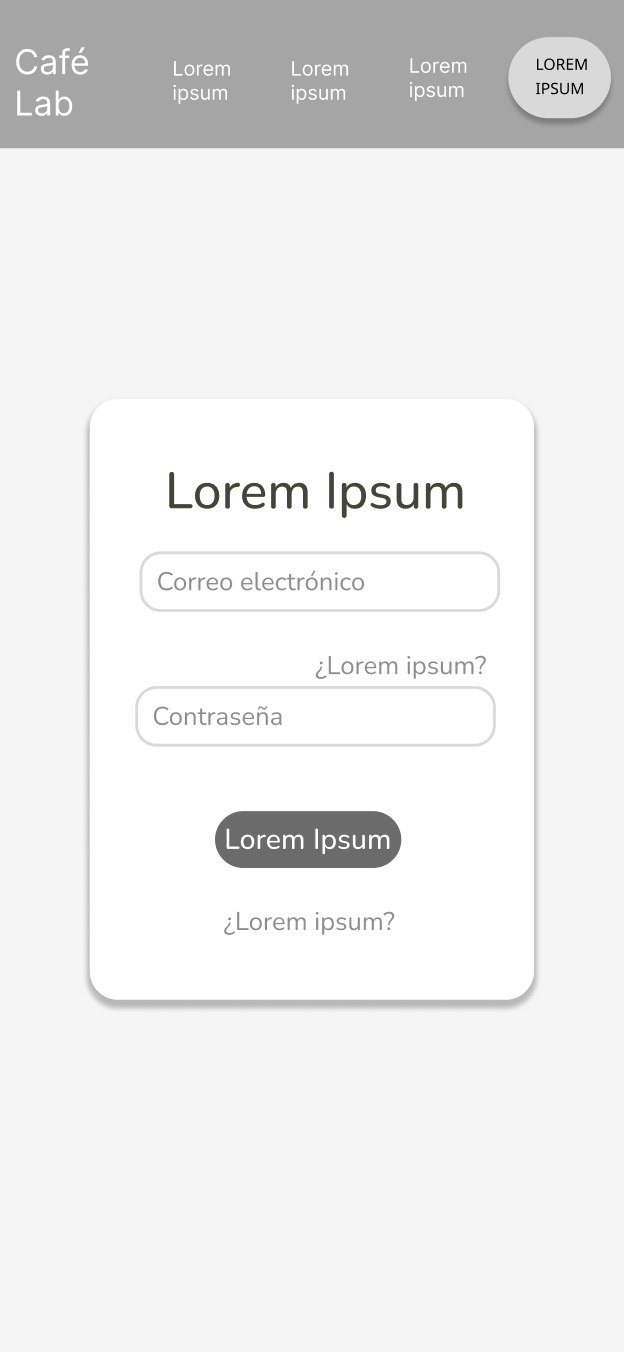 Café
Lab
Lorem
ipsum
Lorem
ipsum
Lorem
ipsum
LOREM
IPSUM
Lorem Ipsum
Correo electrónico
¿Lorem ipsum?
Contraseña
Lorem Ipsum
¿Lorem ipsum?